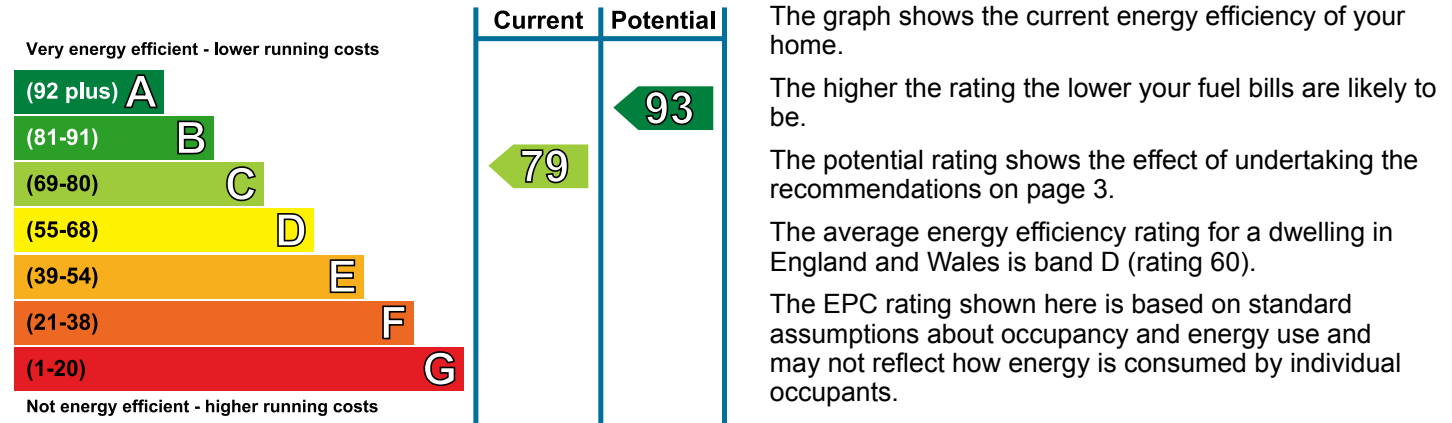 Current Potential
Very energy efficient - lower running costs
(92 plus) A
(81-91) B
(69-80) C
(55-68) D
(39-54) E
(21-38) F
(1-20) G
Not energy efficient - higher running costs
79
93
The graph shows the current energy efficiency of your
home.
The higher the rating the lower your fuel bills are likely to
be.
The potential rating shows the effect of undertaking the
recommendations on page 3.
The average energy efficiency rating for a dwelling in
England and Wales is band D (rating 60).
The EPC rating shown here is based on standard
assumptions about occupancy and energy use and
may not reflect how energy is consumed by individual
occupants.